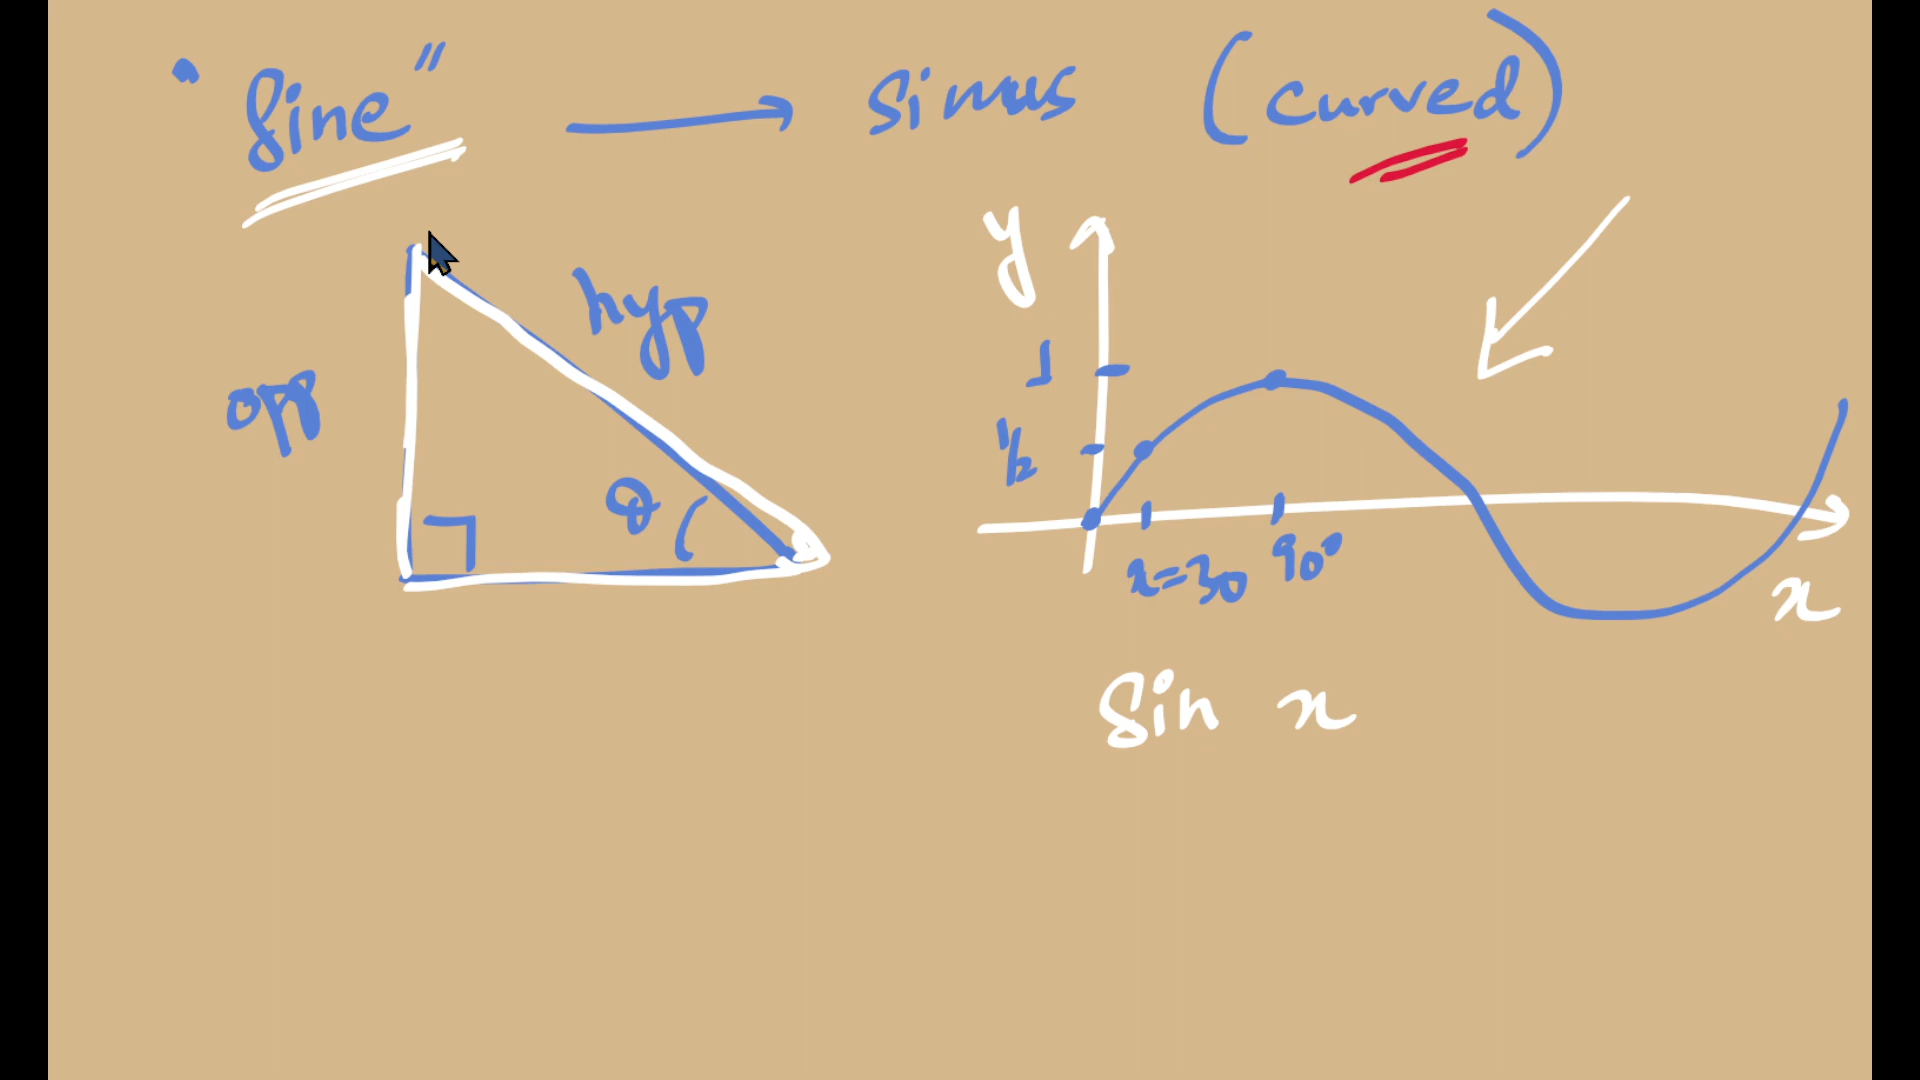 "Sine" → Sinus (curved)
hyp
opp
θ
y
1
1/2
x=30
90°
x
Sin x